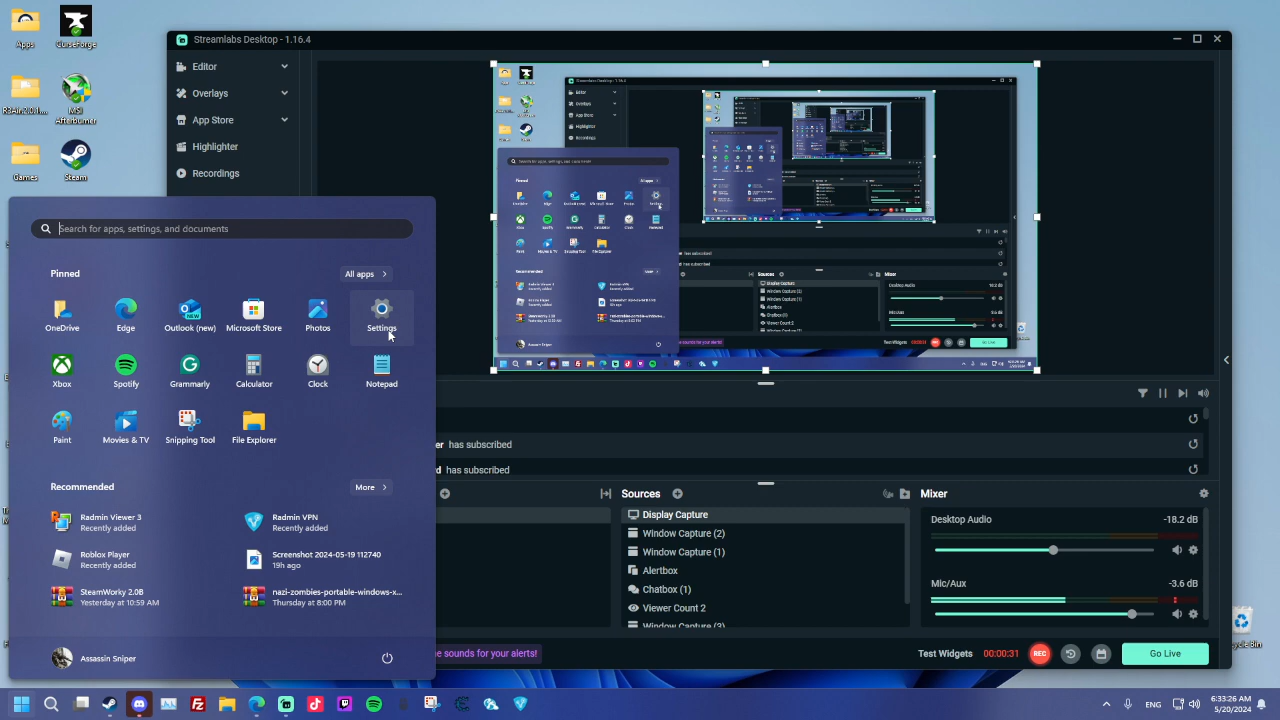 Apps
CurseForge
Streamlabs Desktop - 1.16.4
Editor
Overlays
App Store
Highlighter
Recordings
MSI
Afterburner
Games
Steam
Search for apps, settings, and documents
Pinned
All apps
OneDrive
Edge
Outlook (new)
Microsoft Store
Photos
Settings
Xbox
Spotify
Grammarly
Calculator
Clock
Notepad
Paint
Movies & TV
Snipping Tool
File Explorer
Recommended
More
Radmin Viewer 3
Recently added
Radmin VPN
Recently added
Roblox Player
Recently added
Screenshot 2024-05-19 112740
19h ago
SteamWorky 2.0B
Yesterday at 10:59 AM
nazi-zombies-portable-windows-x...
Thursday at 8:00 PM
Assassin Sniper
er has subscribed
d has subscribed
Sources
Display Capture
Window Capture (2)
Window Capture (1)
Alertbox
Chatbox (1)
Viewer Count 2
Window Capture (3)
Mixer
Desktop Audio
-18.2 dB
Mic/Aux
-3.6 dB
e sounds for your alerts!
Test Widgets
00:00:31
REC
Go Live
ycle Bin
ENG
6:33:26 AM
5/20/2024